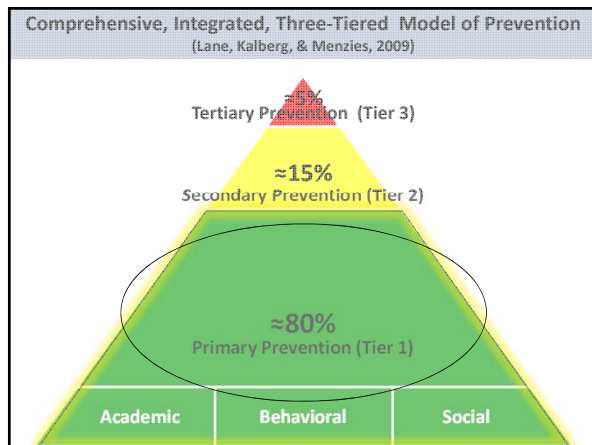 Comprehensive, Integrated, Three-Tiered Model of Prevention
(Lane, Kalberg, & Menzies, 2009)
≈5%
Tertiary Prevention (Tier 3)
≈15%
Secondary Prevention (Tier 2)
≈80%
Primary Prevention (Tier 1)
Academic
Behavioral
Social